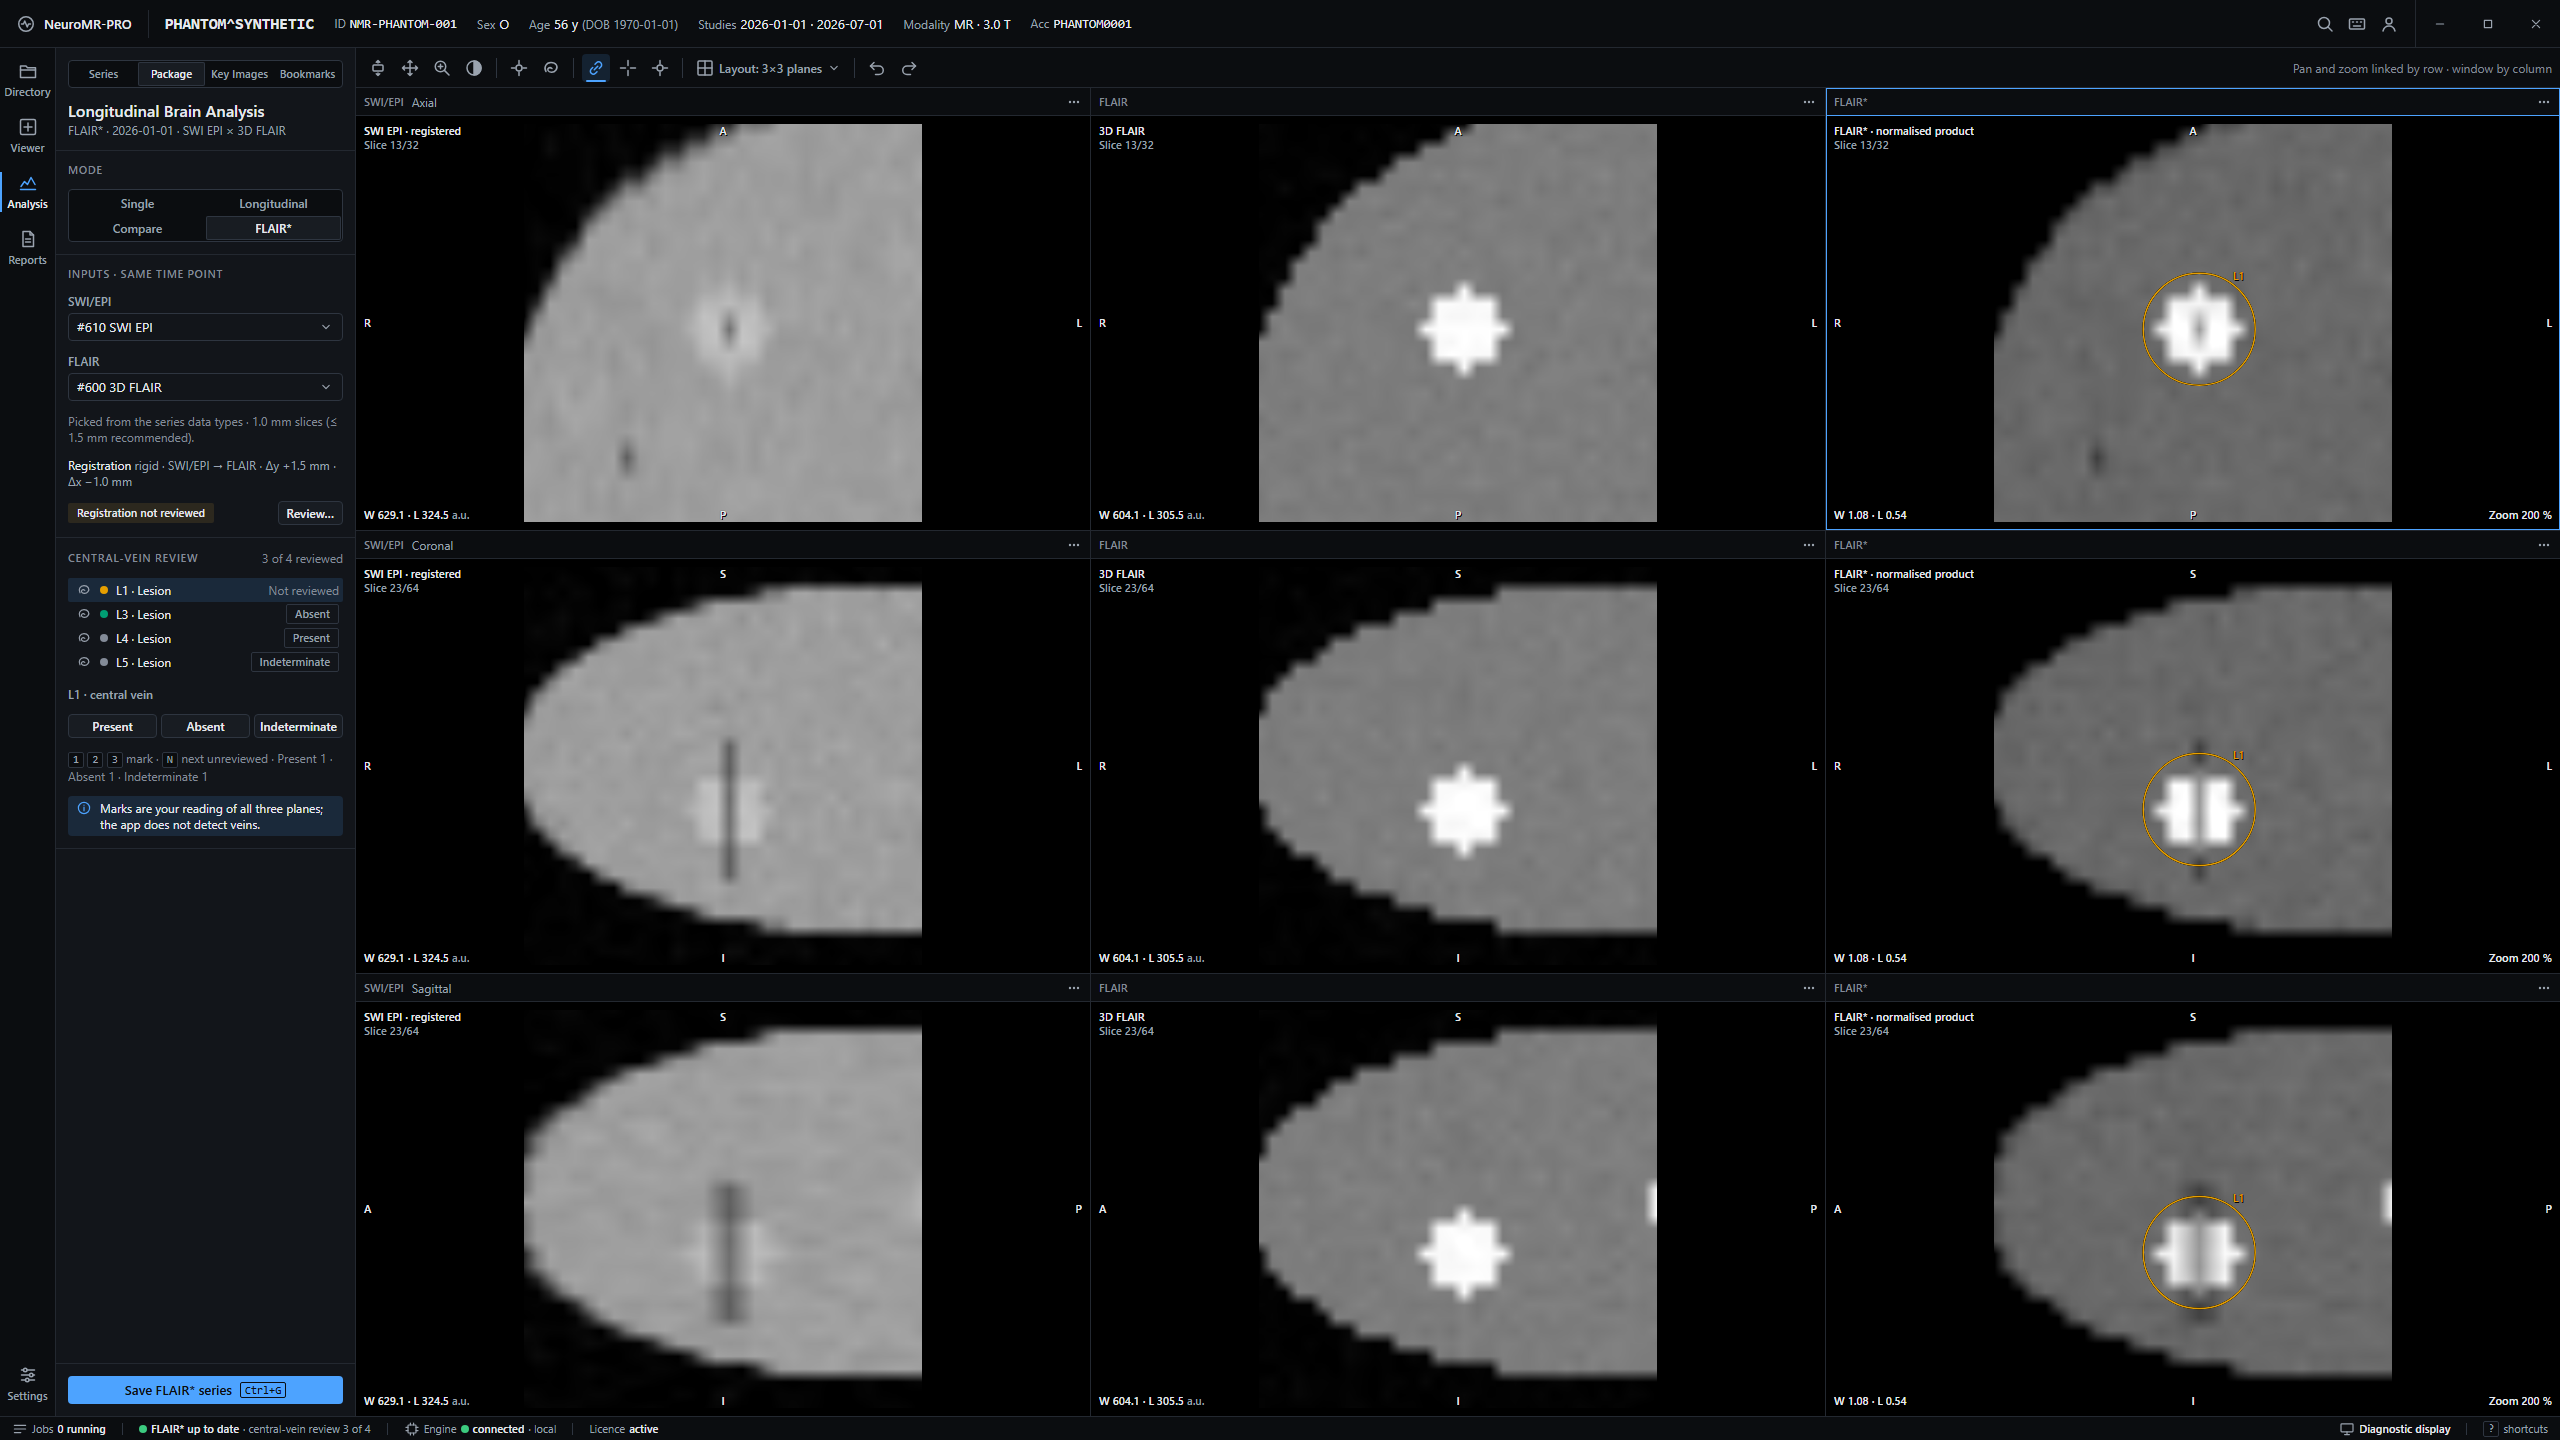 NeuroMR-PRO PHANTOM^SYNTHETIC ID NMR-PHANTOM-001 Sex O Age 56 y (DOB 1970-01-01) Studies 2026-01-01 · 2026-07-01 Modality MR · 3.0 T Acc PHANTOM0001
Directory
Viewer
Analysis
Reports
Settings
Series Package Key Images Bookmarks
Longitudinal Brain Analysis
FLAIR* · 2026-01-01 · SWI EPI × 3D FLAIR
MODE
Single Longitudinal
Compare FLAIR*
INPUTS · SAME TIME POINT
SWI/EPI
#610 SWI EPI
FLAIR
#600 3D FLAIR
Picked from the series data types · 1.0 mm slices (≤
1.5 mm recommended).
Registration rigid · SWI/EPI → FLAIR · Δy +1.5 mm ·
Δx −1.0 mm
Registration not reviewed Review...
CENTRAL-VEIN REVIEW 3 of 4 reviewed
L1 · Lesion Not reviewed
L3 · Lesion Absent
L4 · Lesion Present
L5 · Lesion Indeterminate
L1 · central vein
Present Absent Indeterminate
1 2 3 mark · N next unreviewed · Present 1 ·
Absent 1 · Indeterminate 1
Marks are your reading of all three planes;
the app does not detect veins.
Save FLAIR* series Ctrl+G
Layout: 3×3 planes Pan and zoom linked by row · window by column
SWI/EPI Axial
SWI EPI · registered
Slice 13/32
A
R
L
P
W 629.1 · L 324.5 a.u.
FLAIR
3D FLAIR
Slice 13/32
A
R
L
P
W 604.1 · L 305.5 a.u.
FLAIR*
FLAIR* · normalised product
Slice 13/32
A
L1
R
L
P
W 1.08 · L 0.54
Zoom 200 %
SWI/EPI Coronal
SWI EPI · registered
Slice 23/64
S
R
L
I
W 629.1 · L 324.5 a.u.
FLAIR
3D FLAIR
Slice 23/64
S
R
L
I
W 604.1 · L 305.5 a.u.
FLAIR*
FLAIR* · normalised product
Slice 23/64
S
L1
R
L
I
W 1.08 · L 0.54
Zoom 200 %
SWI/EPI Sagittal
SWI EPI · registered
Slice 23/64
S
A
P
I
W 629.1 · L 324.5 a.u.
FLAIR
3D FLAIR
Slice 23/64
S
A
P
I
W 604.1 · L 305.5 a.u.
FLAIR*
FLAIR* · normalised product
Slice 23/64
S
L1
A
P
I
W 1.08 · L 0.54
Zoom 200 %
Jobs 0 running FLAIR* up to date · central-vein review 3 of 4 Engine connected · local Licence active Diagnostic display ? shortcuts